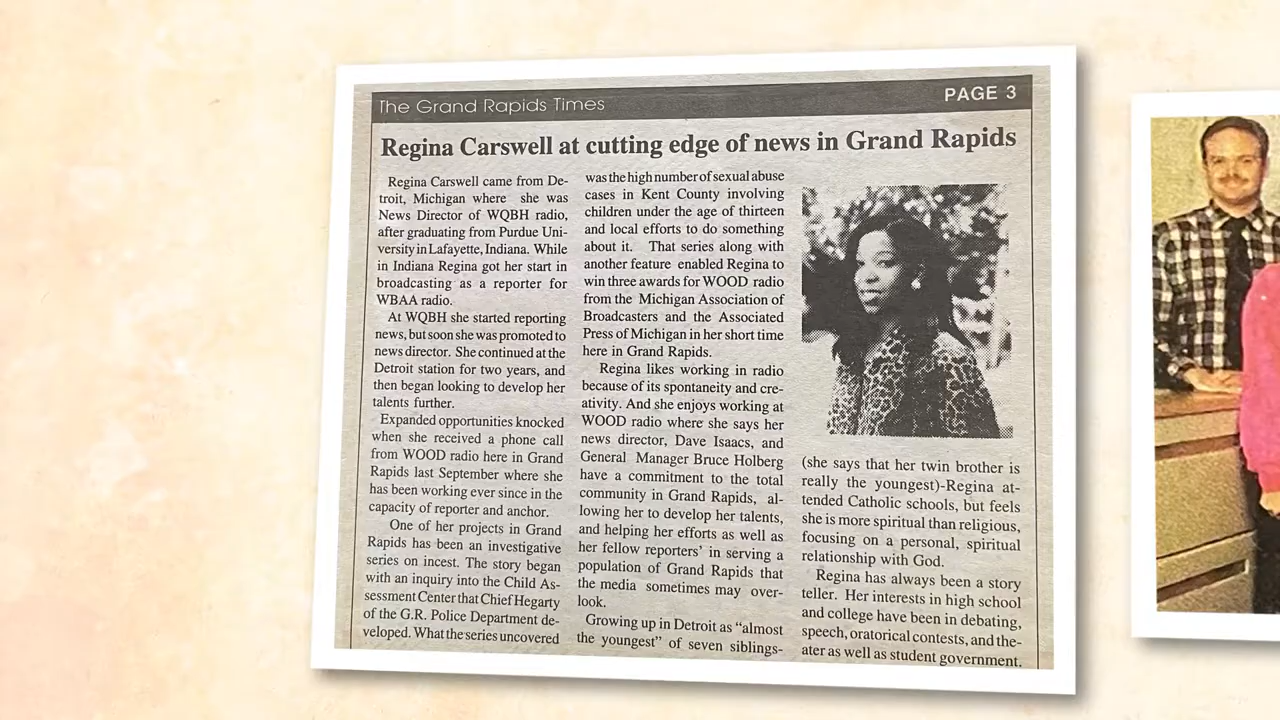 The Grand Rapids Times
PAGE 3
Regina Carswell at cutting edge of news in Grand Rapids
Regina Carswell came from De-
troit, Michigan where she was
News Director of WQBH radio,
after graduating from Purdue Uni-
versity in Lafayette, Indiana. While
in Indiana Regina got her start in
broadcasting as a reporter for
WBAA radio.
At WQBH she started reporting
news, but soon she was promoted to
news director. She continued at the
Detroit station for two years, and
then began looking to develop her
talents further.
Expanded opportunities knocked
when she received a phone call
from WOOD radio here in Grand
Rapids last September where she
has been working ever since in the
capacity of reporter and anchor.
One of her projects in Grand
Rapids has been an investigative
series on incest. The story began
with an inquiry into the Child As-
sessment Center that Chief Hegarty
of the G.R. Police Department de-
veloped. What the series uncovered
was the high number of sexual abuse
cases in Kent County involving
children under the age of thirteen
and local efforts to do something
about it. That series along with
another feature enabled Regina to
win three awards for WOOD radio
from the Michigan Association of
Broadcasters and the Associated
Press of Michigan in her short time
here in Grand Rapids.
Regina likes working in radio
because of its spontaneity and cre-
ativity. And she enjoys working at
WOOD radio where she says her
news director, Dave Isaacs, and
General Manager Bruce Holberg
have a commitment to the total
community in Grand Rapids, al-
lowing her to develop her talents,
and helping her efforts as well as
her fellow reporters' in serving a
population of Grand Rapids that
the media sometimes may over-
look.
Growing up in Detroit as "almost
the youngest" of seven siblings-
(she says that her twin brother is
really the youngest)-Regina at-
tended Catholic schools, but feels
she is more spiritual than religious,
focusing on a personal, spiritual
relationship with God.
Regina has always been a story
teller. Her interests in high school
and college have been in debating,
speech, oratorical contests, and the-
ater as well as student government.